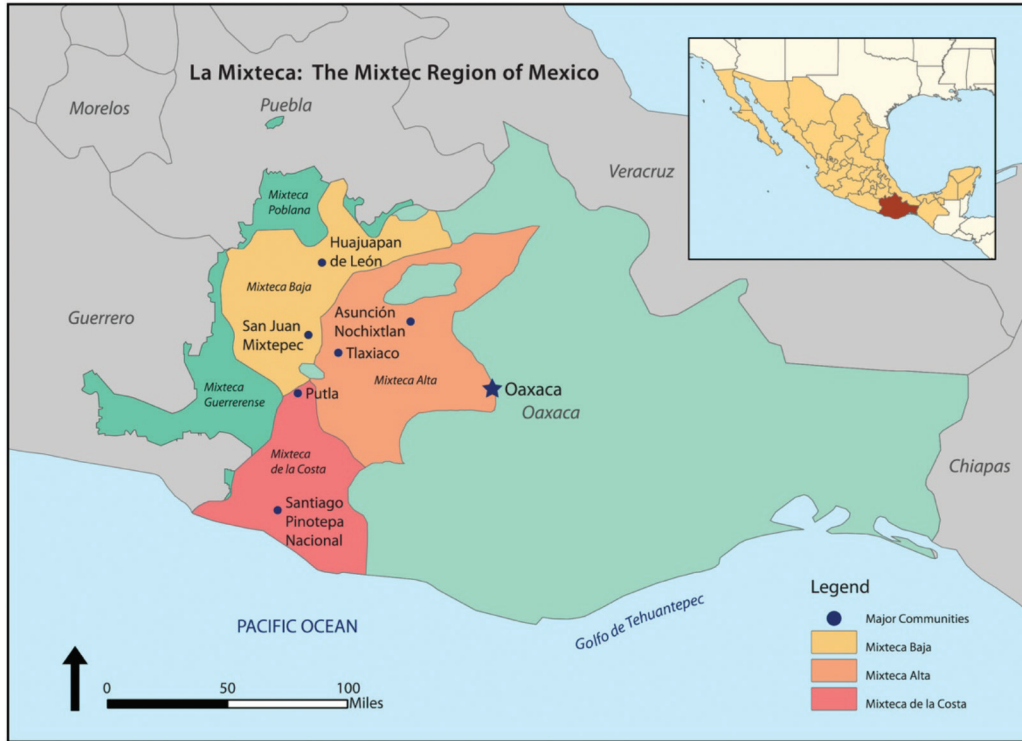 La Mixteca: The Mixtec Region of Mexico
Morelos
Puebla
Veracruz
Mixteca
Poblana
Huajuapan
de León
Mixteca Baja
Guerrero
San Juan
Mixtepec
Asunción
Nochixtlan
Tlaxiaco
Mixteca Alta
Mixteca
Guerrerense
Putla
Oaxaca
Oaxaca
Mixteca
de la Costa
Chiapas
Santiago
Pinotepa
Nacional
PACIFIC OCEAN
Golfo de Tehuantepec
Legend
Major Communities
Mixteca Baja
Mixteca Alta
Mixteca de la Costa
0 50 100
Miles